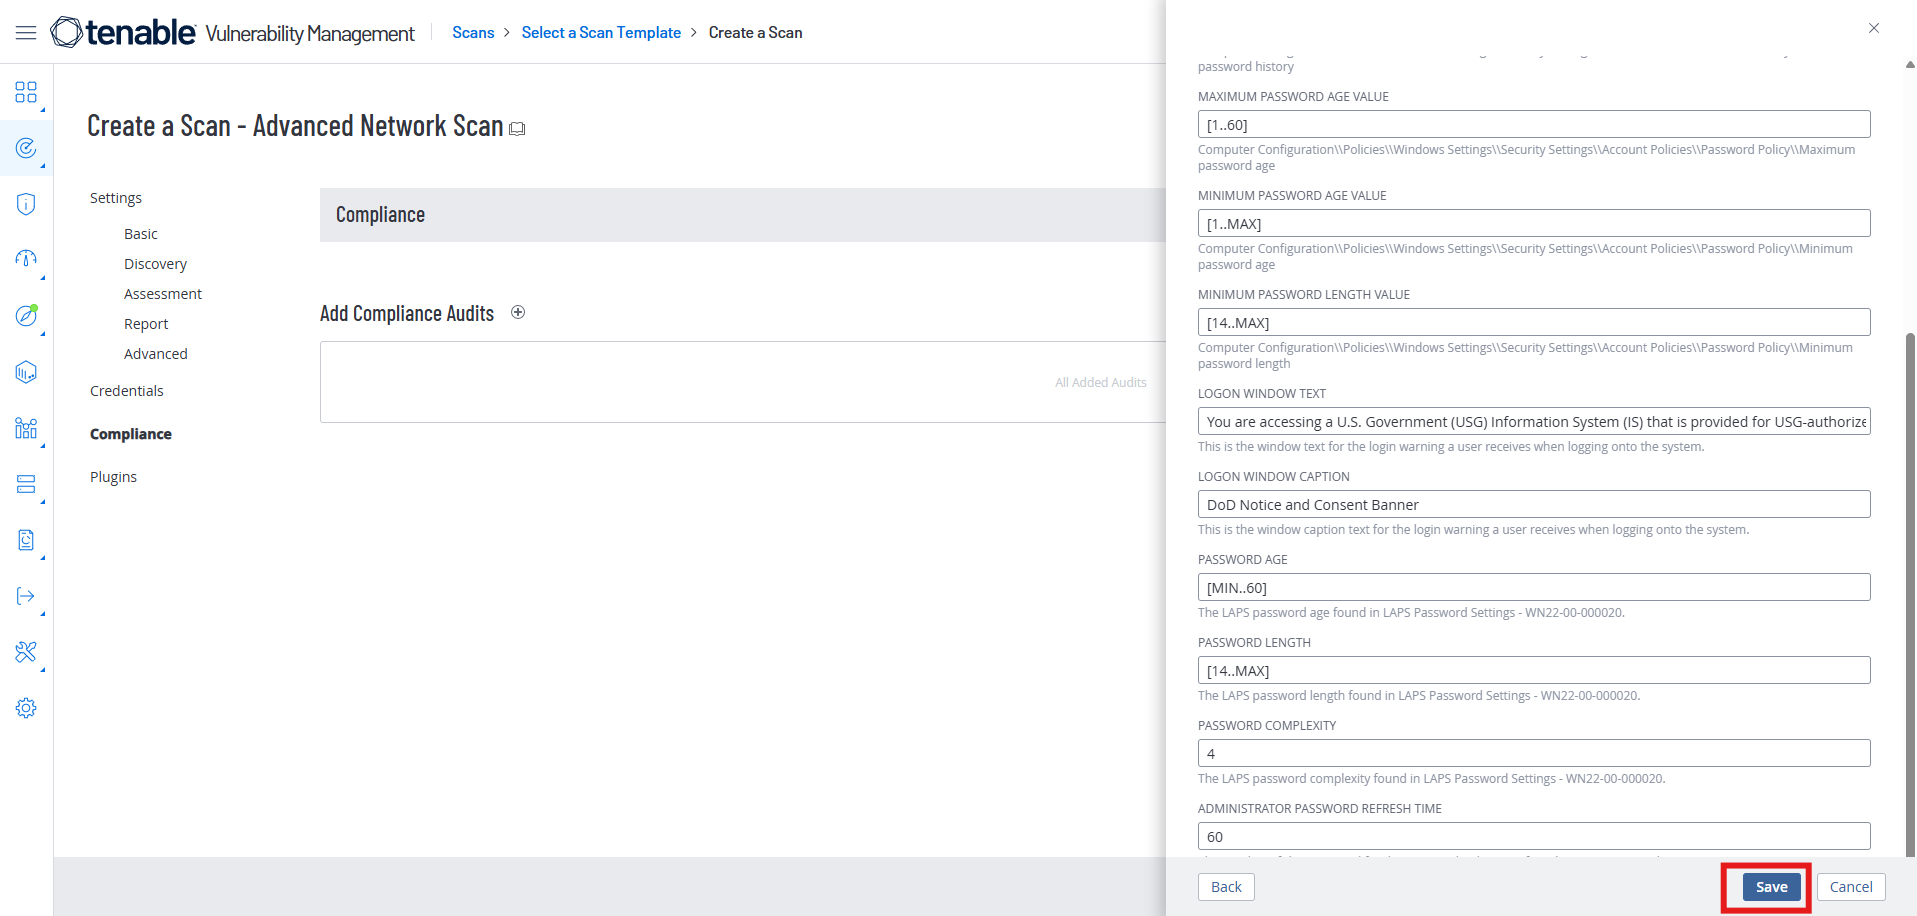 tenable Vulnerability Management
Scans > Select a Scan Template > Create a Scan
Create a Scan - Advanced Network Scan
Settings
Basic
Discovery
Assessment
Report
Advanced
Credentials
Compliance
Plugins
Compliance
Add Compliance Audits
All Added Audits
password history
MAXIMUM PASSWORD AGE VALUE
[1..60]
Computer Configuration\\Policies\\Windows Settings\\Security Settings\\Account Policies\\Password Policy\\Maximum
password age
MINIMUM PASSWORD AGE VALUE
[1..MAX]
Computer Configuration\\Policies\\Windows Settings\\Security Settings\\Account Policies\\Password Policy\\Minimum
password age
MINIMUM PASSWORD LENGTH VALUE
[14..MAX]
Computer Configuration\\Policies\\Windows Settings\\Security Settings\\Account Policies\\Password Policy\\Minimum
password length
LOGON WINDOW TEXT
You are accessing a U.S. Government (USG) Information System (IS) that is provided for USG-authorize
This is the window text for the login warning a user receives when logging onto the system.
LOGON WINDOW CAPTION
DoD Notice and Consent Banner
This is the window caption text for the login warning a user receives when logging onto the system.
PASSWORD AGE
[MIN..60]
The LAPS password age found in LAPS Password Settings - WN22-00-000020.
PASSWORD LENGTH
[14..MAX]
The LAPS password length found in LAPS Password Settings - WN22-00-000020.
PASSWORD COMPLEXITY
4
The LAPS password complexity found in LAPS Password Settings - WN22-00-000020.
ADMINISTRATOR PASSWORD REFRESH TIME
60
Back
Save
Cancel